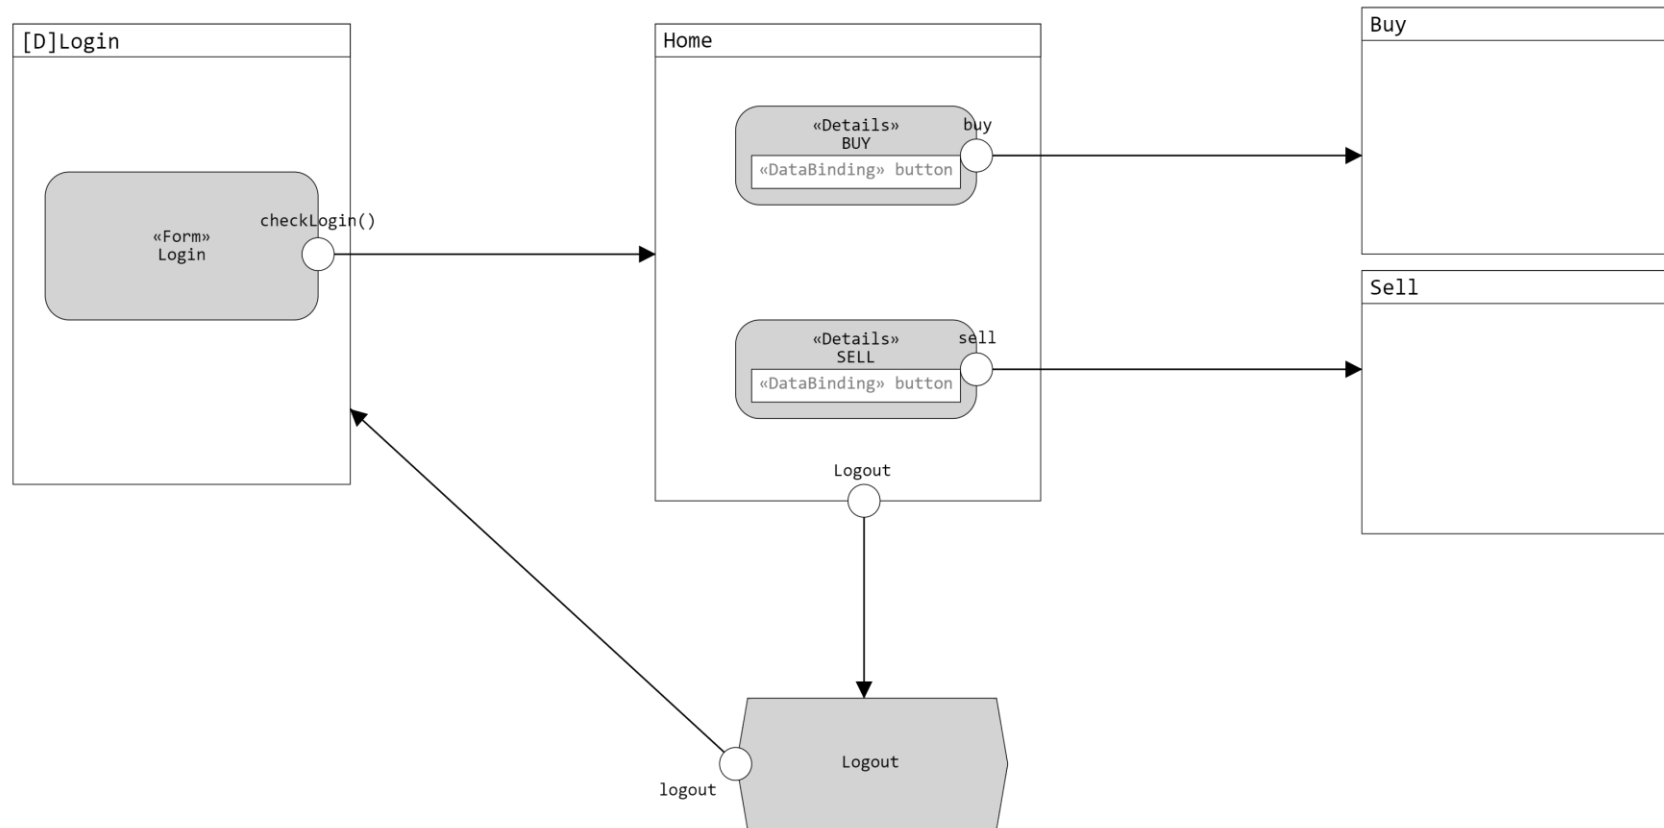 [D]Login
checkLogin()
«Form»
Login
Home
«Details»
BUY
«DataBinding» button
buy
«Details»
SELL
«DataBinding» button
sell
Logout
Buy
Sell
Logout
logout